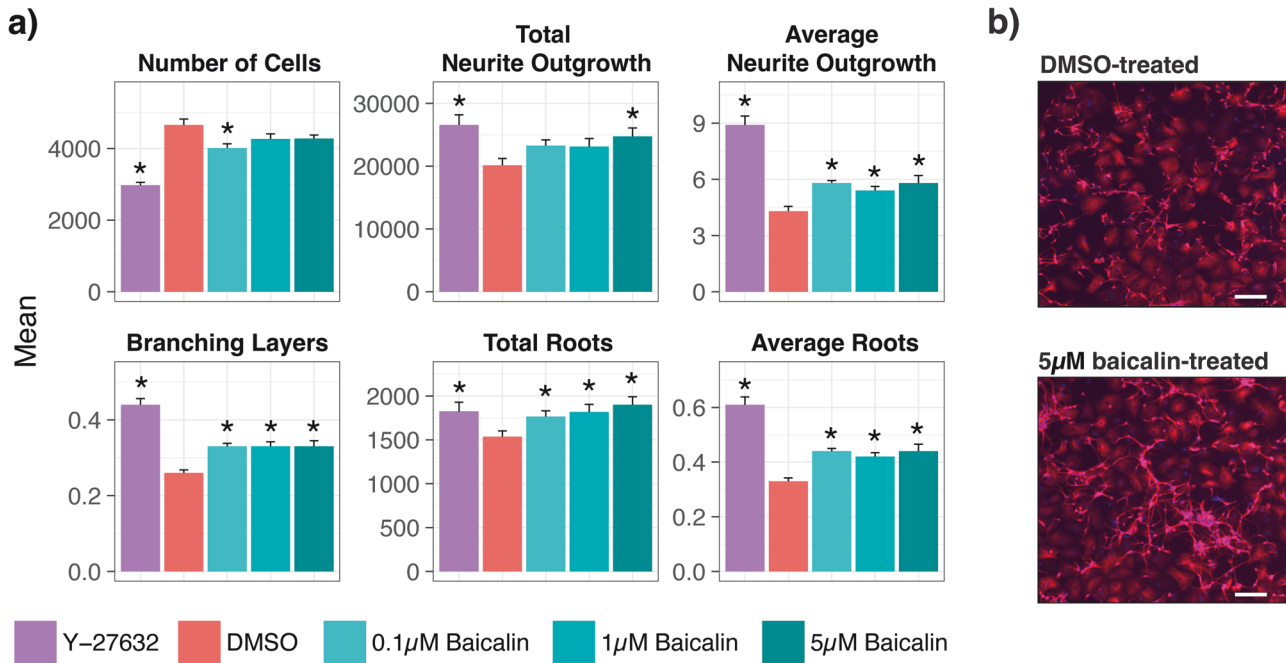 a)
Number of Cells
Total
Neurite Outgrowth
Average
Neurite Outgrowth
4000
2000
0
*
*
30000
20000
10000
0
*
*
9
6
3
0
*
*
*
*
Mean
Branching Layers
Total Roots
Average Roots
0.4
0.2
0.0
*
*
*
*
2000
1500
1000
500
0
*
*
*
*
0.6
0.4
0.2
0.0
*
*
*
*
Y−27632
DMSO
0.1µM Baicalin
1µM Baicalin
5µM Baicalin
b)
DMSO-treated
5µM baicalin-treated